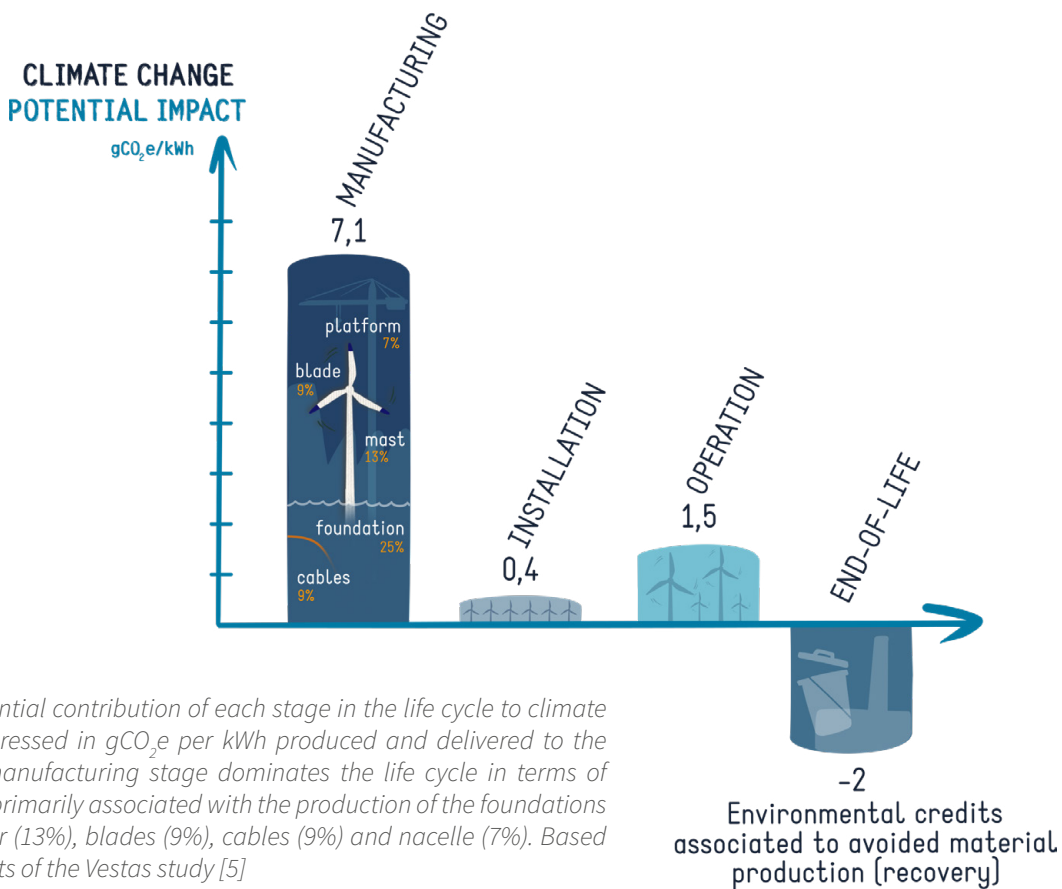 CLIMATE CHANGE
POTENTIAL IMPACT
gCO2e/kWh
MANUFACTURING
7,1
platform
7%
blade
9%
mast
13%
foundation
25%
cables
9%
INSTALLATION
0,4
OPERATION
1,5
END-OF-LIFE
-2
Environmental credits
associated to avoided material
production (recovery)
ntial contribution of each stage in the life cycle to climate
ressed in gCO2e per kWh produced and delivered to the
nanufacturing stage dominates the life cycle in terms of
primarily associated with the production of the foundations
r (13%), blades (9%), cables (9%) and nacelle (7%). Based
ts of the Vestas study [5]